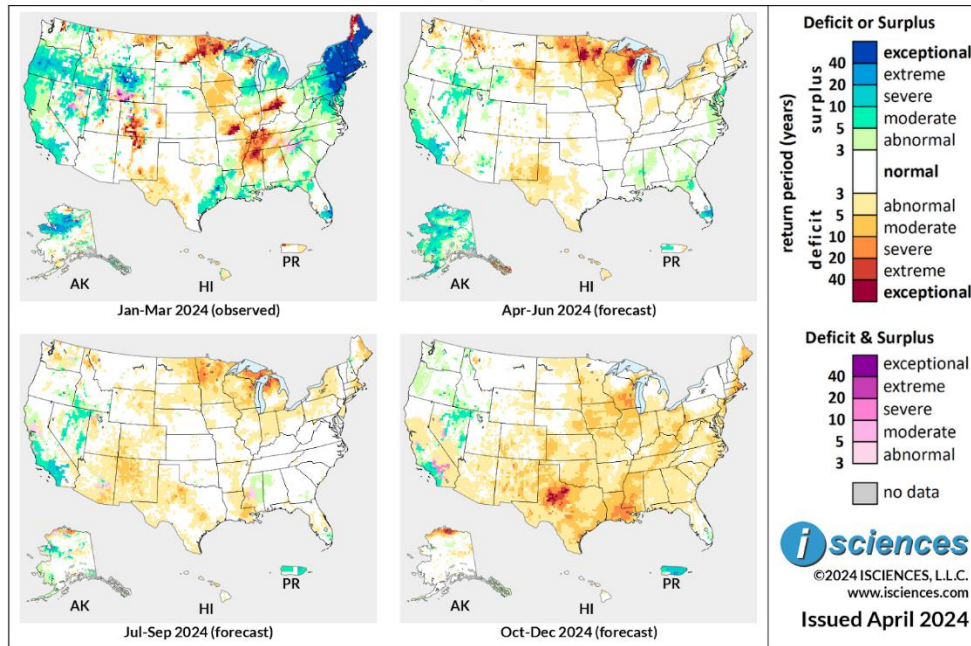 AK
HI
PR
Jan-Mar 2024 (observed)
AK
HI
PR
Apr-Jun 2024 (forecast)
AK
HI
PR
Jul-Sep 2024 (forecast)
AK
HI
PR
Oct-Dec 2024 (forecast)
Deficit or Surplus
return period (years)
surplus
deficit
exceptional
40
extreme
20
severe
10
moderate
5
abnormal
3
normal
3
abnormal
5
moderate
10
severe
20
extreme
40
exceptional
Deficit & Surplus
exceptional
40
extreme
20
severe
10
moderate
5
abnormal
3
no data
i sciences
©2024 ISCIENCES, L.L.C.
www.isciences.com
Issued April 2024